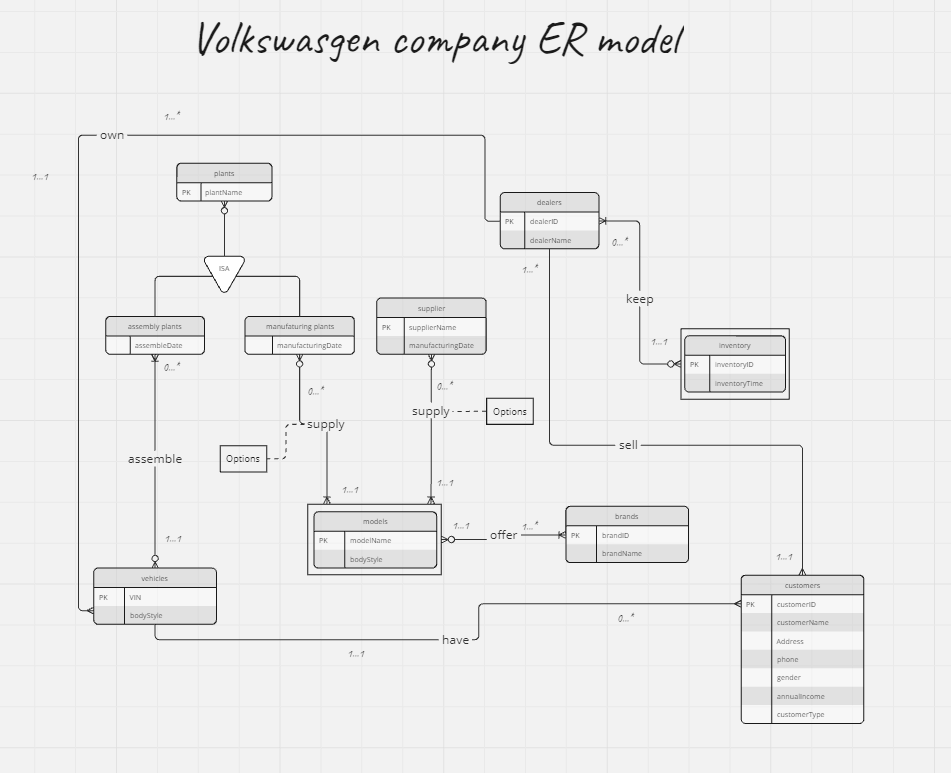 Volkswasgen company ER model
1...*
own
1...1
plants
PK plantName
dealers
PK dealerID
dealerName
0...*
1...*
ISA
keep
assembly plants
assembleDate
manufaturing plants
manufacturingDate
supplier
PK supplierName
manufacturingDate
1...1
inventory
PK inventoryID
inventoryTime
0...*
0...*
0...*
supply
Options
supply
Options
sell
assemble
1...1
1...1
models
PK modelName
bodyStyle
1...1
offer
1...*
brands
PK brandID
brandName
1...1
1...1
vehicles
PK VIN
bodyStyle
customers
PK customerID
customerName
Address
phone
gender
annualIncome
customerType
0...*
have
1...1